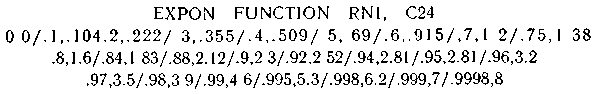 EXPON FUNCTION RN1, C24
0 0/.1,.104.2,.222/ 3,.355/.4,.509/ 5, 69/.6,.915/,7,1 2/.75,1 38
.8,1.6/.84,1 83/.88,2.12/.9,2 3/.92,2 52/.94,2.81/.95,2.81/.96,3.2
.97,3.5/.98,3 9/.99,4 6/.995,5.3/.998,6.2/.999,7/.9998,8